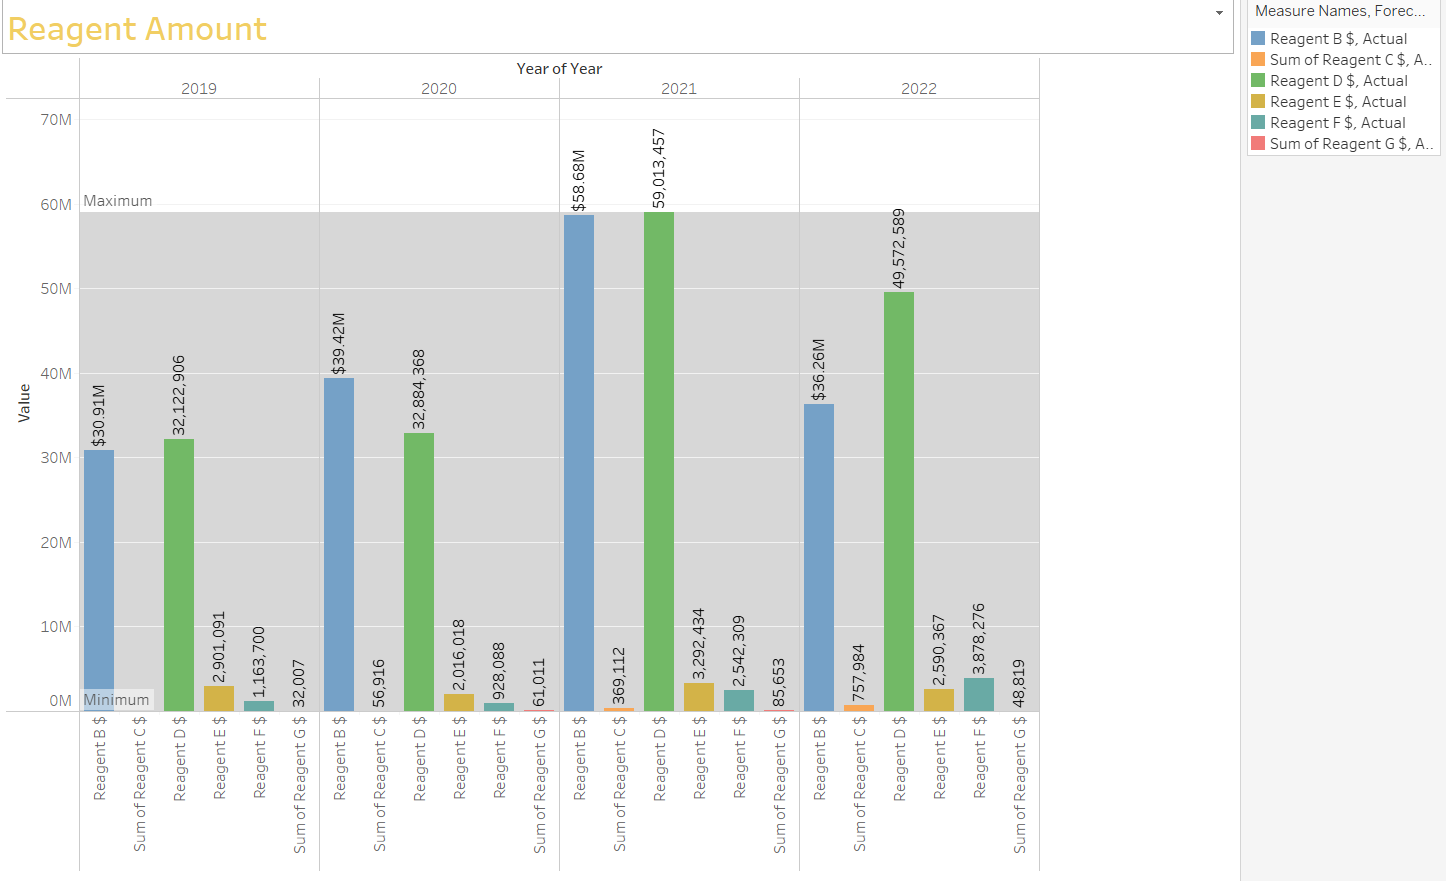 Reagent Amount
Measure Names, Forec...
Reagent B $, Actual
Sum of Reagent C $, A..
Reagent D $, Actual
Reagent E $, Actual
Reagent F $, Actual
Sum of Reagent G $, A..
Year of Year
2019 2020 2021 2022
Value
70M
60M
50M
40M
30M
20M
10M
0M
Maximum
Minimum
$30.91M
32,122,906
2,901,091
1,163,700
32,007
$39.42M
56,916
32,884,368
2,016,018
928,088
61,011
$58.68M
369,112
59,013,457
3,292,434
2,542,309
85,653
$36.26M
757,984
49,572,589
2,590,367
3,878,276
48,819
Reagent B $
Sum of Reagent C $
Reagent D $
Reagent E $
Reagent F $
Sum of Reagent G $
Reagent B $
Sum of Reagent C $
Reagent D $
Reagent E $
Reagent F $
Sum of Reagent G $
Reagent B $
Sum of Reagent C $
Reagent D $
Reagent E $
Reagent F $
Sum of Reagent G $
Reagent B $
Sum of Reagent C $
Reagent D $
Reagent E $
Reagent F $
Sum of Reagent G $